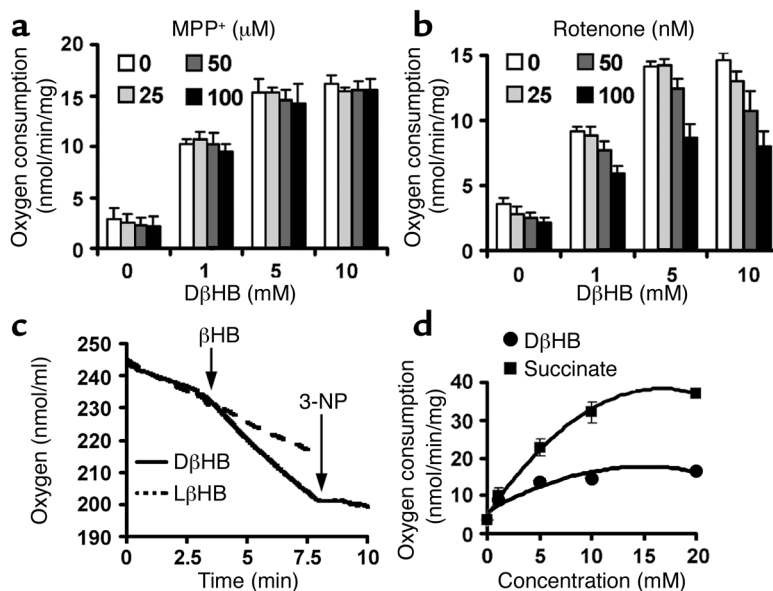 a
MPP⁺ (μM)
Oxygen consumption
(nmol/min/mg)
20
15
10
5
0
0
50
25
100
0
1
5
10
DβHB (mM)
b
Rotenone (nM)
Oxygen consumption
(nmol/min/mg)
15
10
5
0
0
50
25
100
0
1
5
10
DβHB (mM)
c
Oxygen (nmol/ml)
250
240
230
220
210
200
190
βHB
3-NP
DβHB
LβHB
0
2.5
5
7.5
10
Time (min)
d
DβHB
Succinate
Oxygen consumption
(nmol/min/mg)
40
30
20
10
0
0
5
10
15
20
Concentration (mM)